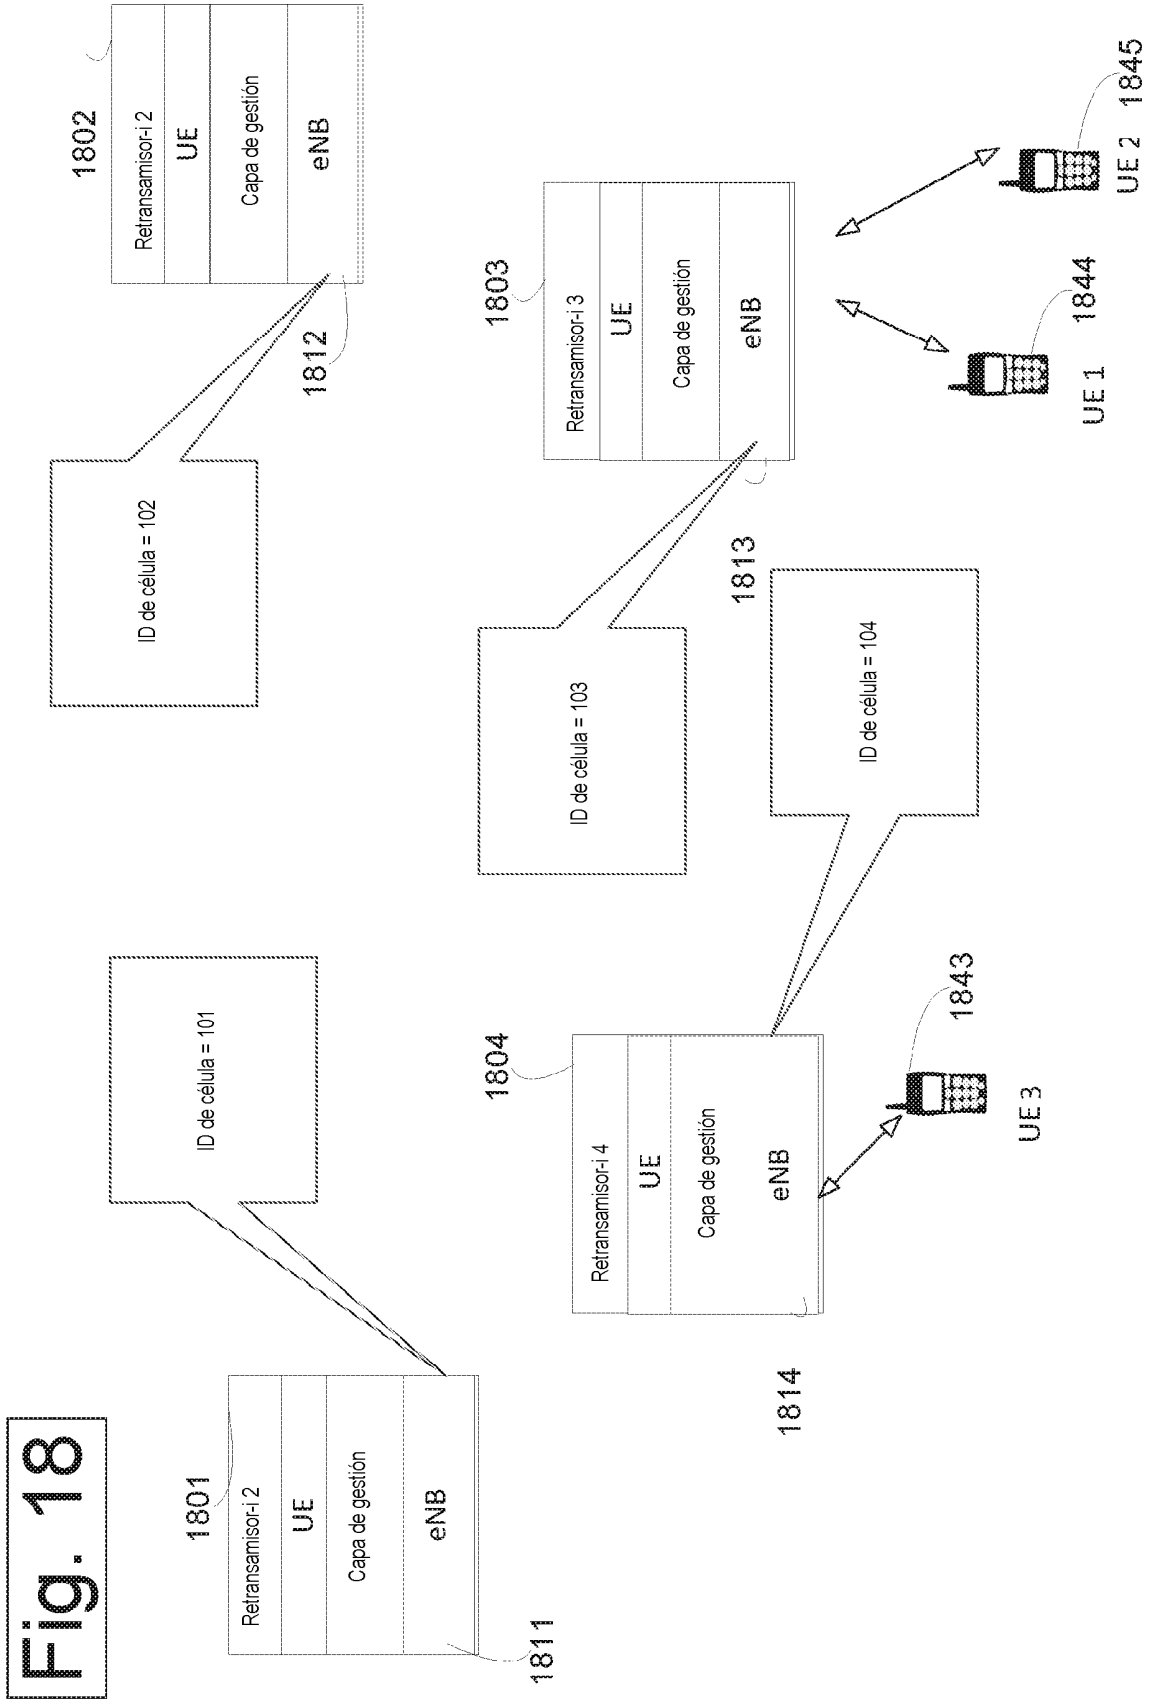 Fig. 18
1801
Retransamisor-i 2
UE
Capa de gestión
eNB
1811
ID de célula = 101
1802
Retransamisor-i 2
UE
Capa de gestión
eNB
1812
ID de célula = 102
1804
Retransamisor-i 4
UE
Capa de gestión
eNB
1814
ID de célula = 104
1843
UE 3
1803
Retransamisor-i 3
UE
Capa de gestión
eNB
1813
ID de célula = 103
1844
UE 1
1845
UE 2